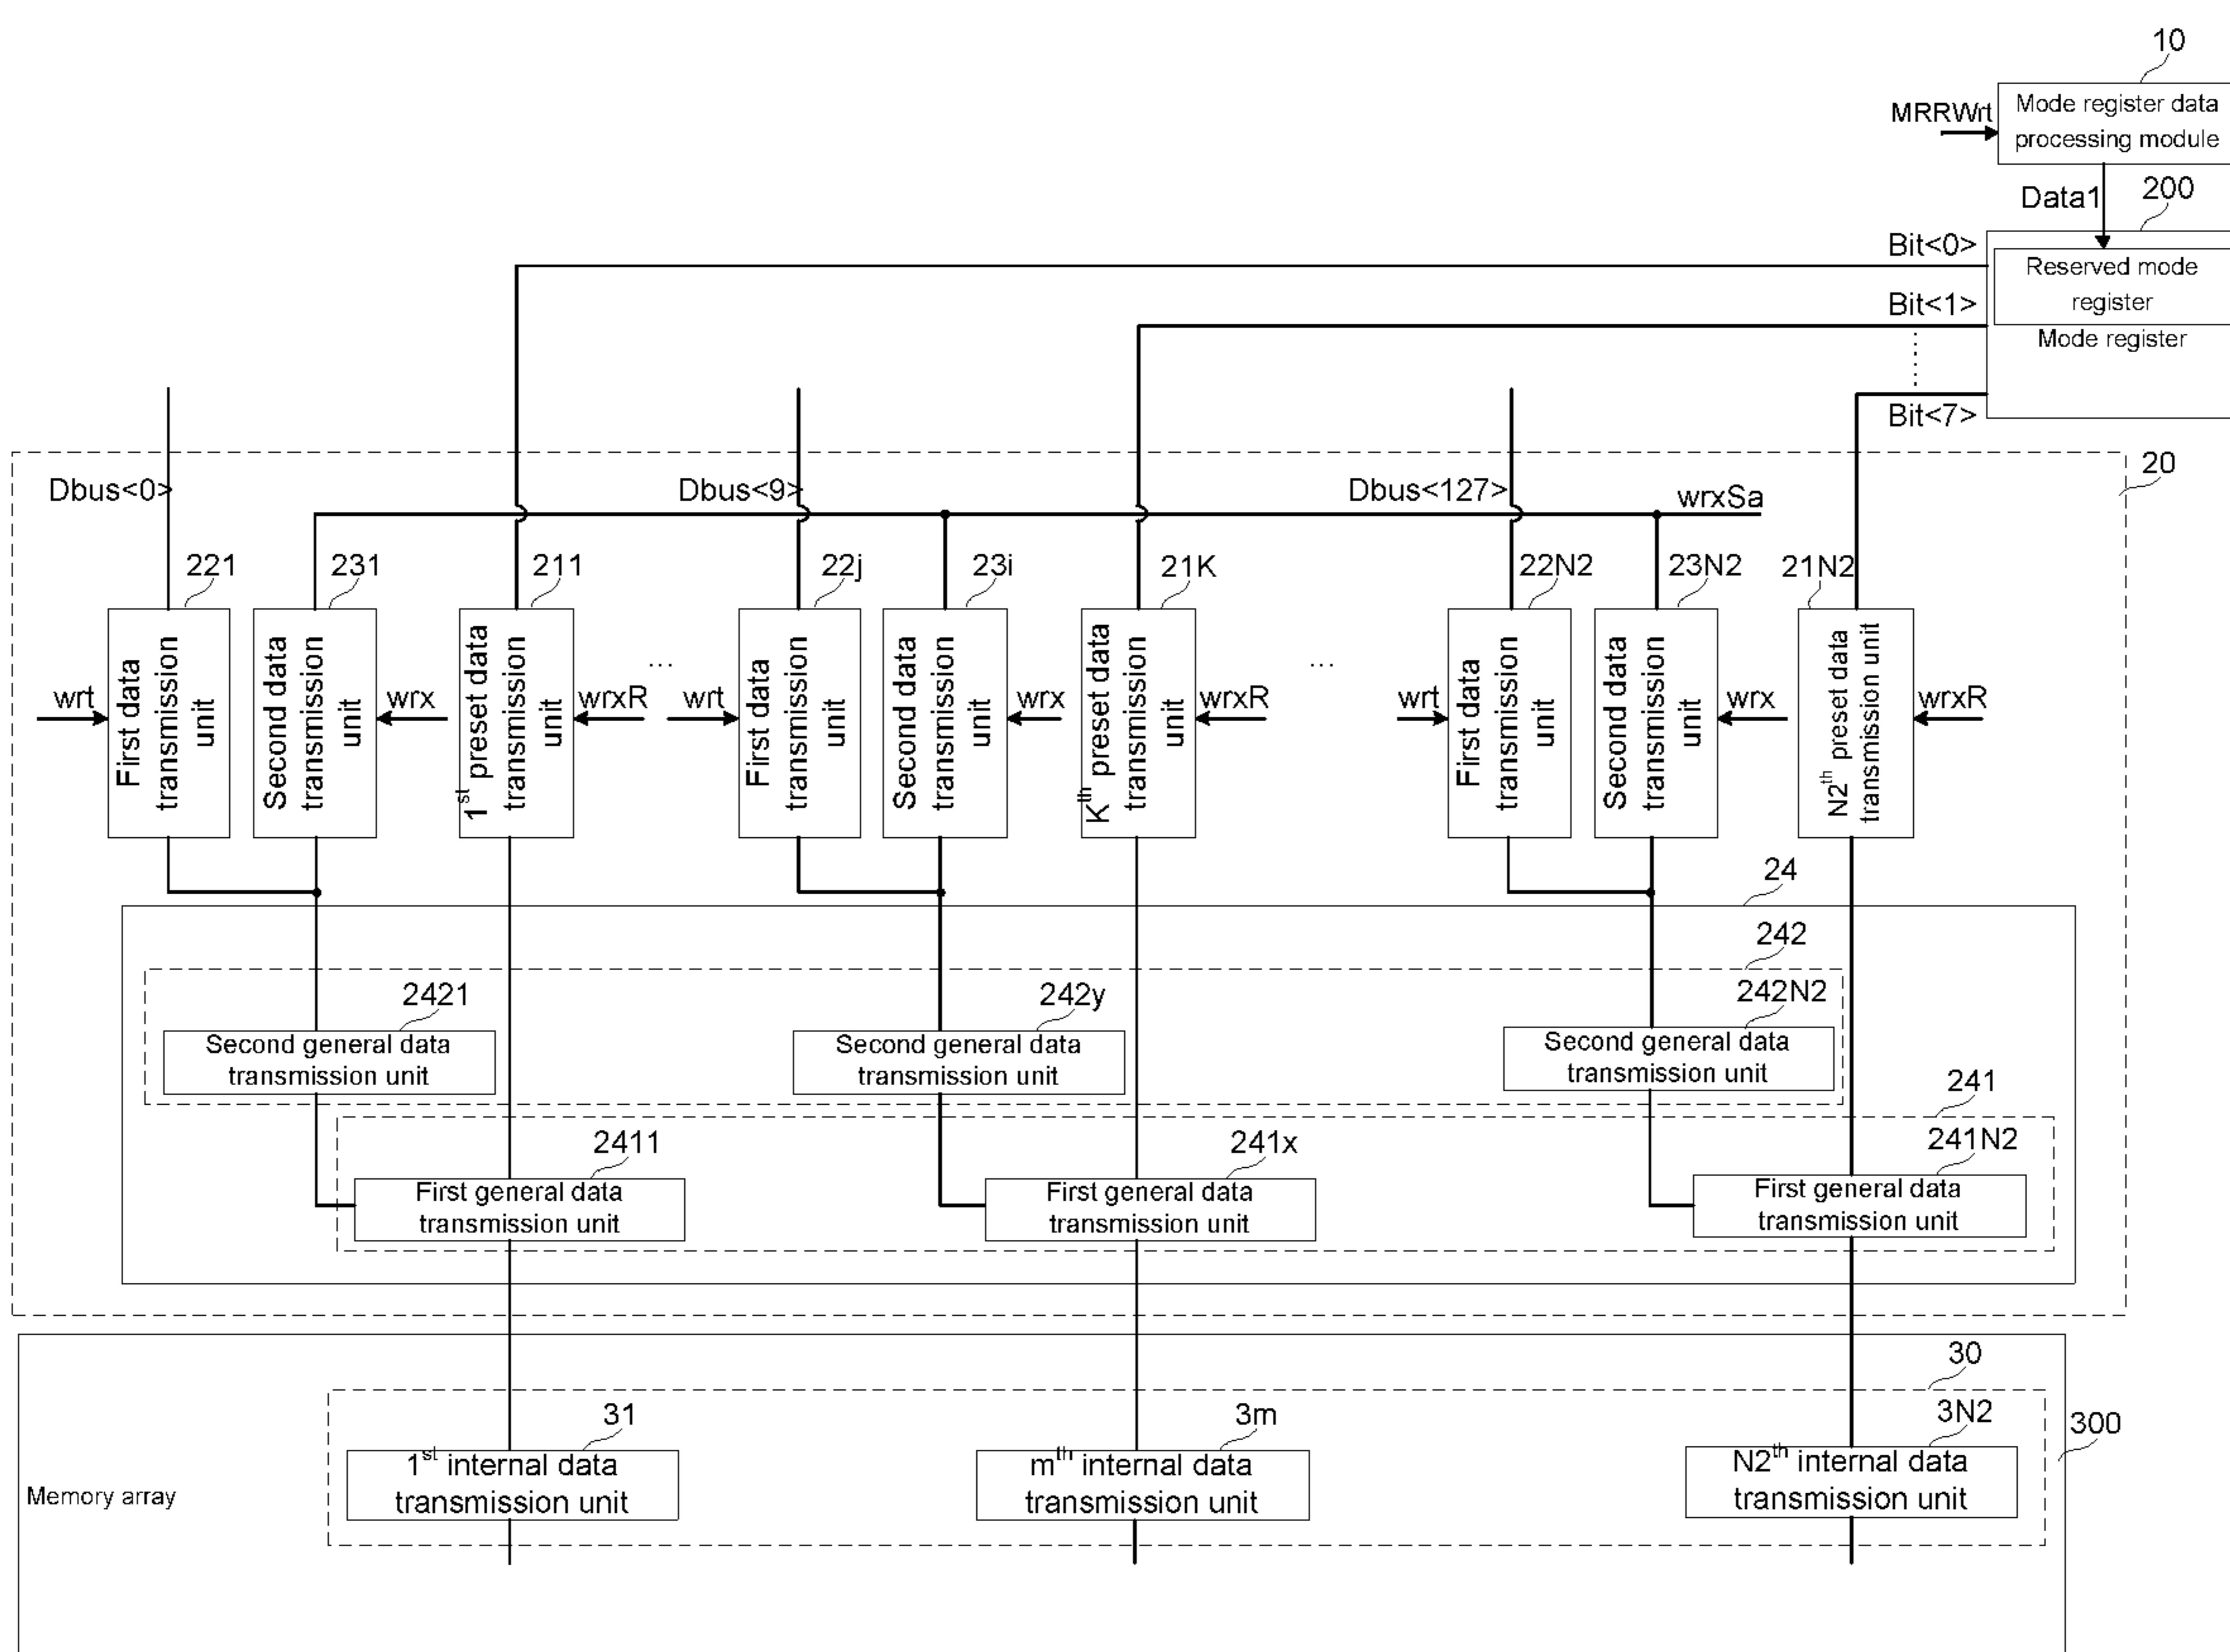 10
MRRWrt
Mode register data
processing module
Data1
200
Bit<0>
Reserved mode
register
Bit<1>
Mode register
Bit<7>
20
Dbus<0>
Dbus<9>
Dbus<127>
wrxSa
221
231
211
22j
23i
21K
22N2
23N2
21N2
wrt
First data
transmission
unit
Second data
transmission
unit
wrx
1st preset data
transmission
unit
wrxR
...
wrt
First data
transmission
unit
Second data
transmission
unit
wrx
Kth preset data
transmission
unit
wrxR
...
wrt
First data
transmission
unit
Second data
transmission
unit
wrx
N2th preset data
transmission unit
wrxR
24
242
2421
242y
242N2
Second general data
transmission unit
Second general data
transmission unit
Second general data
transmission unit
241
2411
241x
241N2
First general data
transmission unit
First general data
transmission unit
First general data
transmission unit
30
31
3m
3N2
300
1st internal data
transmission unit
mth internal data
transmission unit
N2th internal data
transmission unit
Memory array